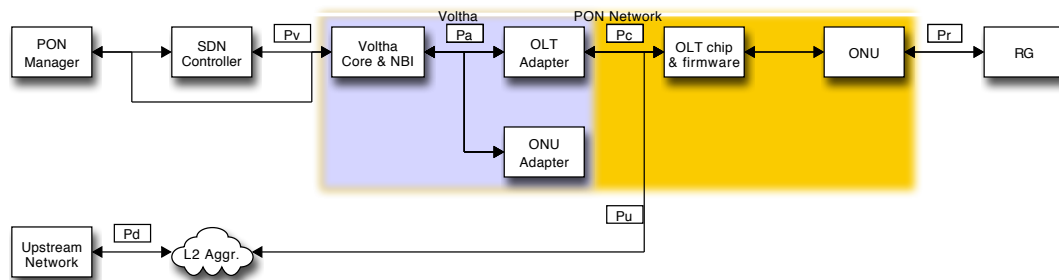 Voltha
PON Network
Pv
Pa
Pc
Pr
PON
Manager
SDN
Controller
Voltha
Core & NBI
OLT
Adapter
OLT chip
& firmware
ONU
RG
ONU
Adapter
Pu
Pd
Upstream
Network
L2 Aggr.